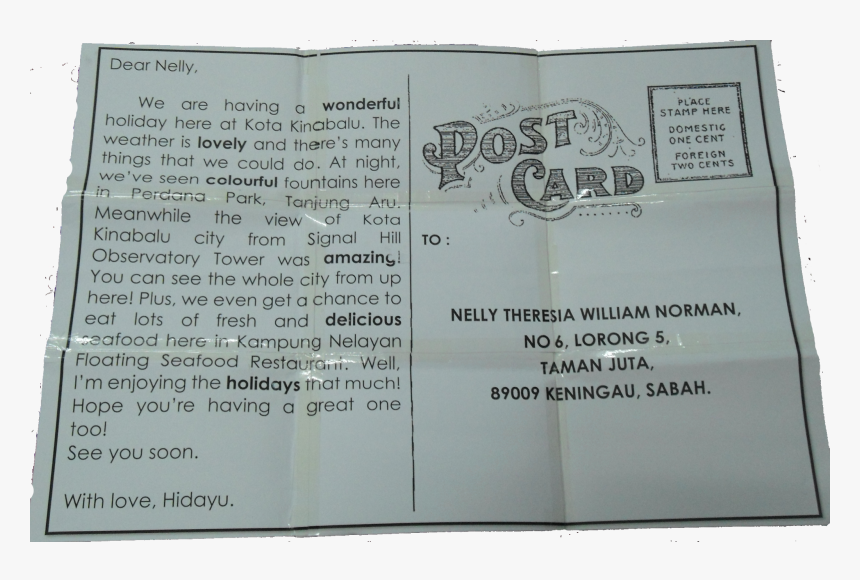 Dear Nelly,
We are having a wonderful
holiday here at Kota Kinabalu. The
weather is lovely and there's many
things that we could do. At night,
we've seen colourful fountains here
in Perdana Park, Tanjung Aru.
Meanwhile the view of Kota
Kinabalu city from Signal Hill
Observatory Tower was amazing!
You can see the whole city from up
here! Plus, we even get a chance to
eat lots of fresh and delicious
seafood here in Kampung Nelayan
Floating Seafood Restaurant. Well,
I'm enjoying the holidays that much!
Hope you're having a great one
too!
See you soon.
With love, Hidayu.
POST
CARD
PLACE
STAMP HERE
DOMESTIC
ONE CENT
FOREIGN
TWO CENTS
TO :
NELLY THERESIA WILLIAM NORMAN,
NO 6, LORONG 5,
TAMAN JUTA,
89009 KENINGAU, SABAH.